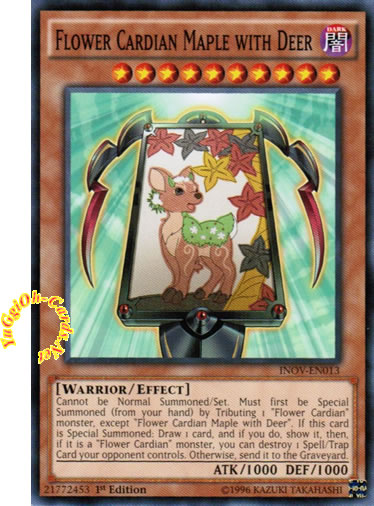 FLOWER CARDIAN MAPLE WITH DEER
DARK
闇
YuGiOh-Cards.Net
INOV-EN013
[WARRIOR/EFFECT]
Cannot be Normal Summoned/Set. Must first be Special
Summoned (from your hand) by Tributing 1 "Flower Cardian"
monster, except "Flower Cardian Maple with Deer". If this card
is Special Summoned: Draw 1 card, and if you do, show it, then,
if it is a "Flower Cardian" monster, you can destroy 1 Spell/Trap
Card your opponent controls. Otherwise, send it to the Graveyard.
ATK/1000 DEF/1000
21772453 1st Edition ©1996 KAZUKI TAKAHASHI